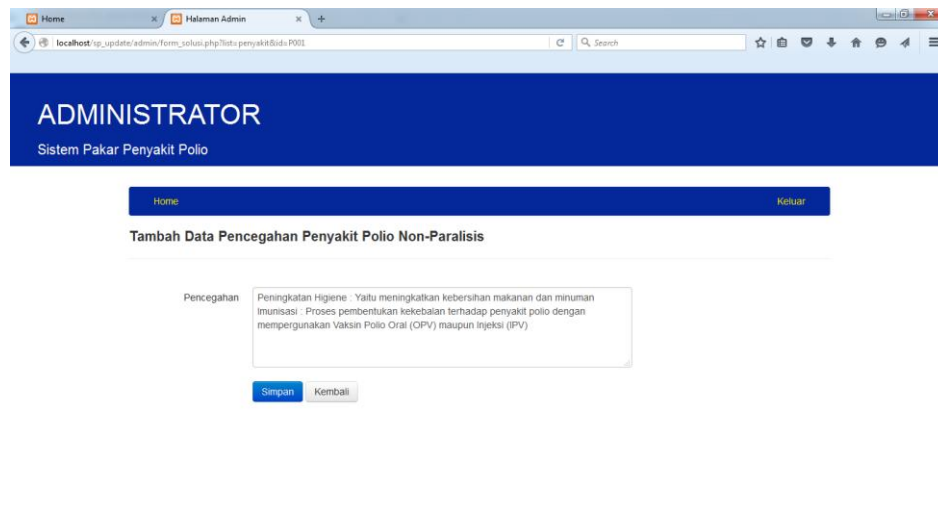 Home
Halaman Admin
localhost/sp_update/admin/form_solusi.php?list=penyakit&id=P001
Search
ADMINISTRATOR
Sistem Pakar Penyakit Polio
Home
Keluar
Tambah Data Pencegahan Penyakit Polio Non-Paralisis
Pencegahan
Peningkatan Higiene : Yaitu meningkatkan kebersihan makanan dan minuman
Imunisasi : Proses pembentukan kekebalan terhadap penyakit polio dengan
mempergunakan Vaksin Polio Oral (OPV) maupun Injeksi (IPV)
Simpan
Kembali